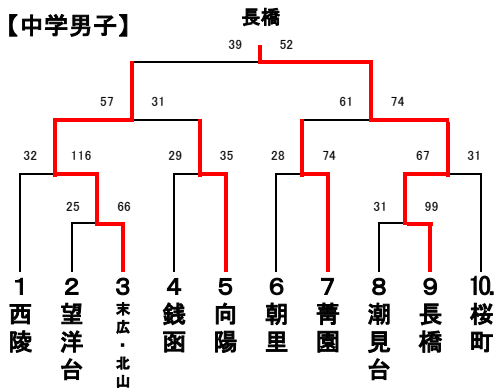 長橋
【中学男子】
39 52
57 31 61 74
32 116 29 35 28 74 67 31
25 66 31 99
1 2 3 4 5 6 7 8 9 10.
西陵
望洋台
末広・北山
銭函
向陽
朝里
菁園
潮見台
長橋
桜町